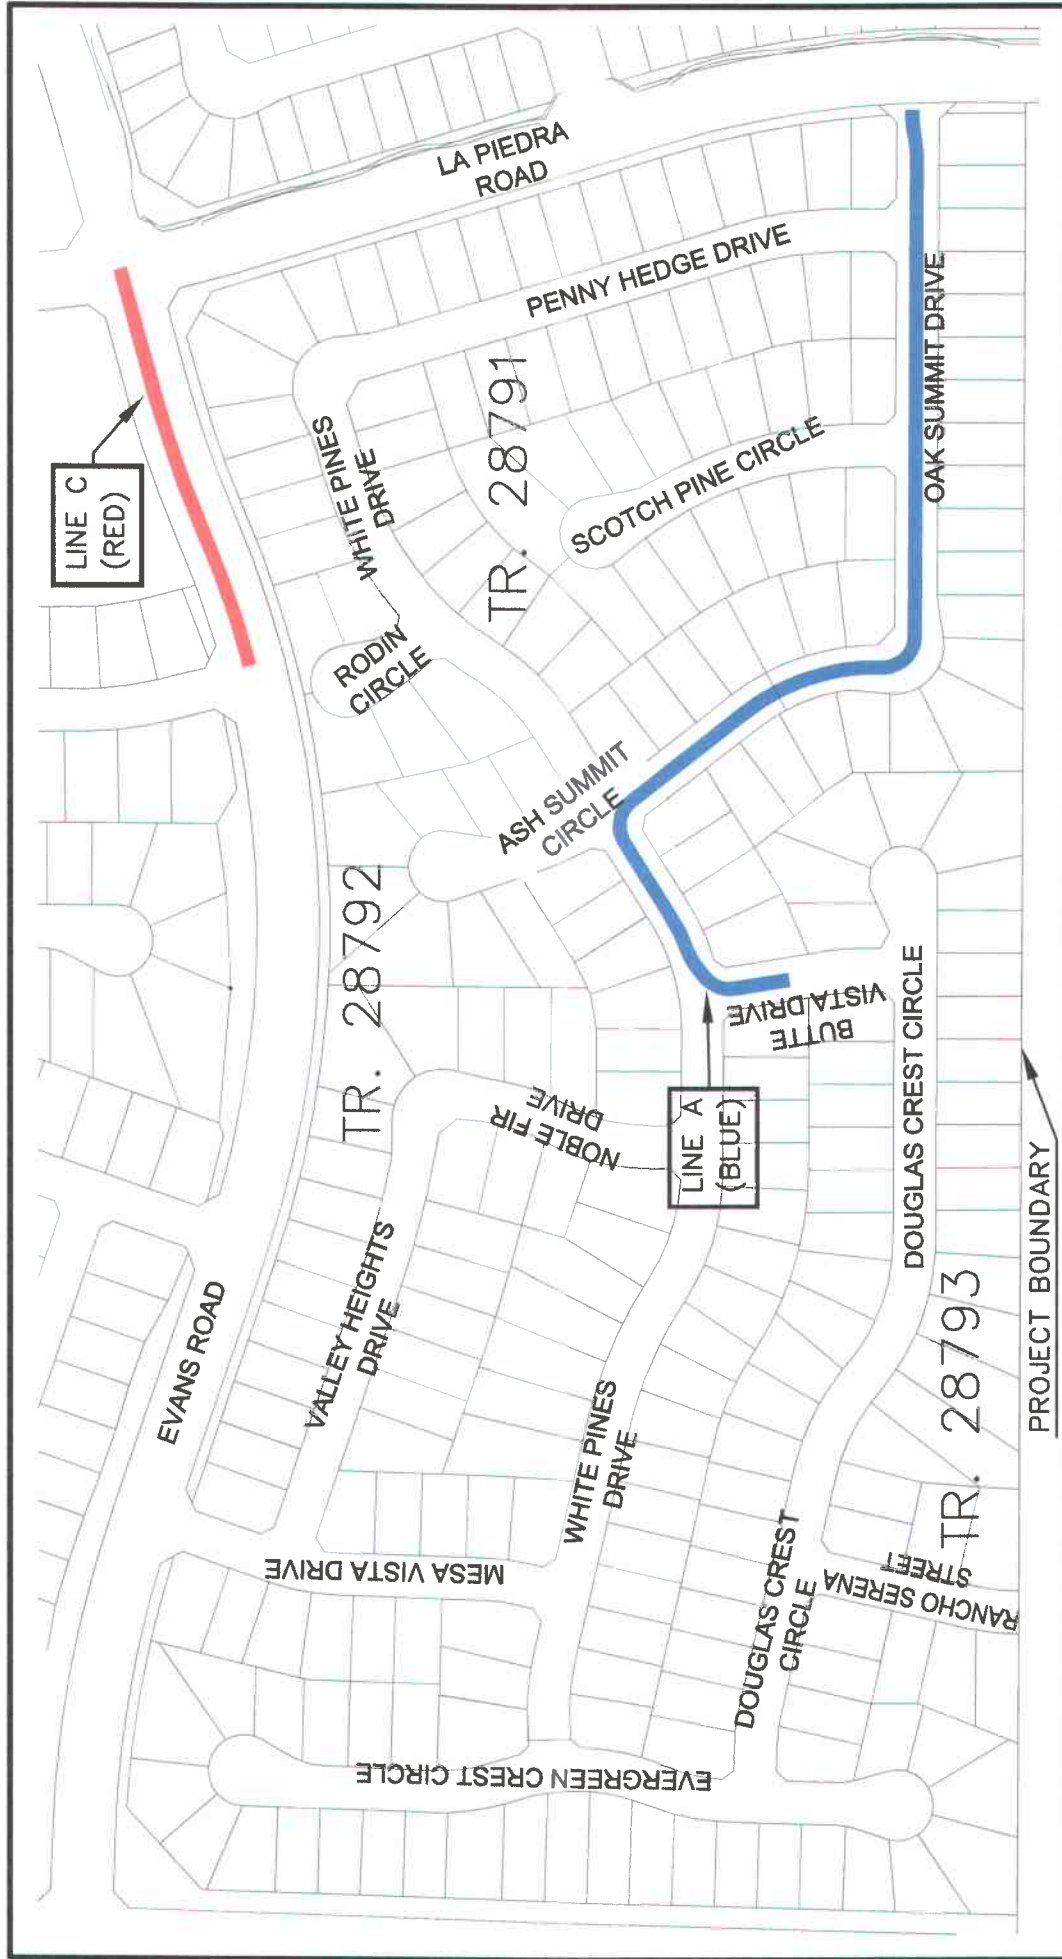 LINE C
(RED)
LA PIEDRA
ROAD
PENNY HEDGE DRIVE
WHITE PINES
DRIVE
TR. 28791
SCOTCH PINE CIRCLE
OAK SUMMIT DRIVE
RODIN
CIRCLE
ASH SUMMIT
CIRCLE
TR. 28792
BUTTE
VISTA DRIVE
DOUGLAS CREST CIRCLE
NOBLE FIR
DRIVE
LINE A
(BLUE)
EVANS ROAD
VALLEY HEIGHTS
DRIVE
WHITE PINES
DRIVE
TR. 28793
PROJECT BOUNDARY
MESA VISTA DRIVE
DOUGLAS CREST
CIRCLE
RANCHO SERENA
STREET
EVERGREEN CREST CIRCLE